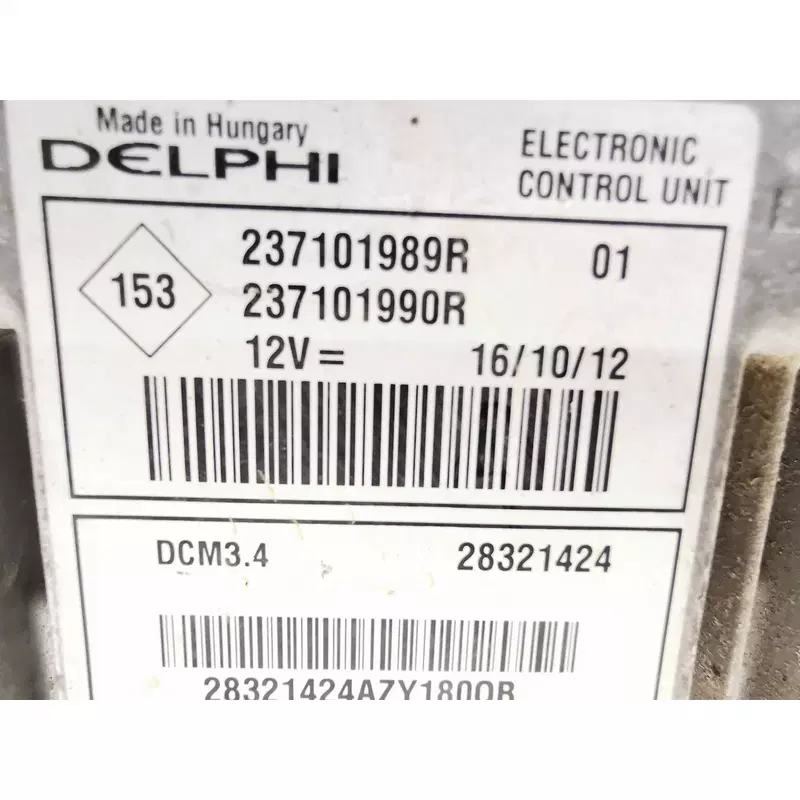 Made in Hungary
DELPHI
ELECTRONIC
CONTROL UNIT
153
237101989R 01
237101990R
12V = 16/10/12
DCM3.4 28321424